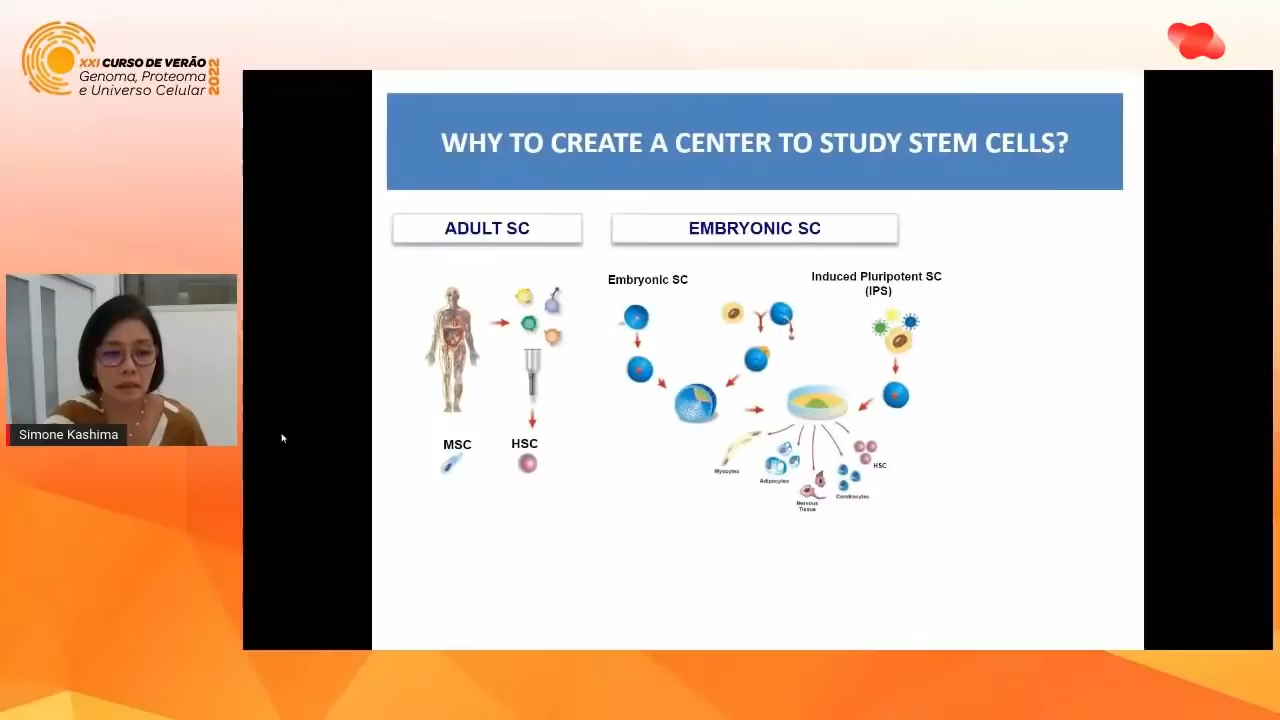 XXI CURSO DE VERÃO
Genoma, Proteoma
e Universo Celular
2022
WHY TO CREATE A CENTER TO STUDY STEM CELLS?
ADULT SC
EMBRYONIC SC
Embryonic SC
Induced Pluripotent SC
(IPS)
MSC
HSC
Myocytes
Adipocytes
Nervous
Tissue
Condrocytes
HSC
Simone Kashima